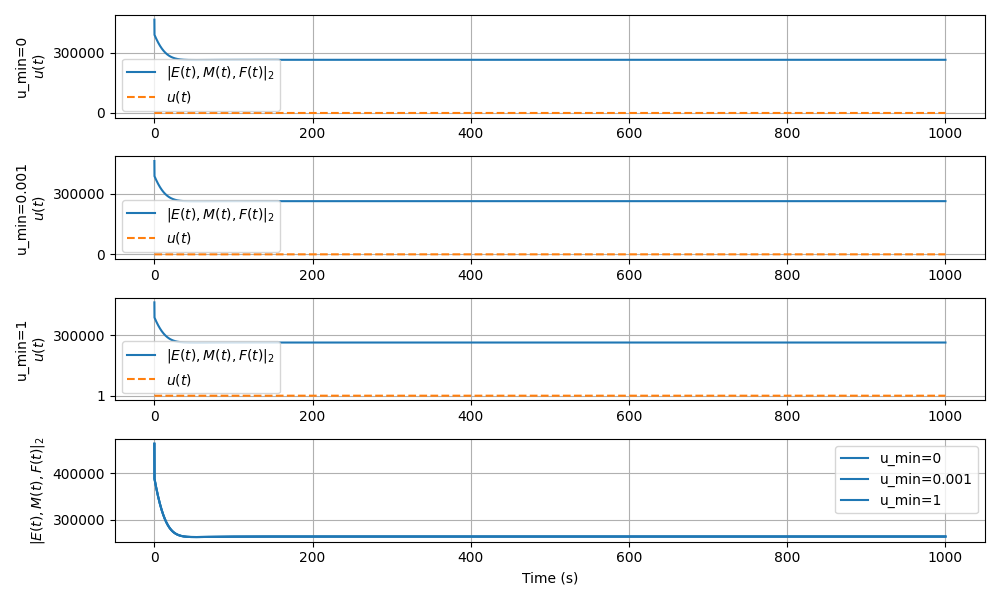 u_min=0
u(t)
300000
0
|E(t), M(t), F(t)|₂
u(t)
0 200 400 600 800 1000
u_min=0.001
u(t)
300000
0
|E(t), M(t), F(t)|₂
u(t)
0 200 400 600 800 1000
u_min=1
u(t)
300000
1
|E(t), M(t), F(t)|₂
u(t)
0 200 400 600 800 1000
|E(t), M(t), F(t)|₂
400000
300000
u_min=0
u_min=0.001
u_min=1
0 200 400 600 800 1000
Time (s)